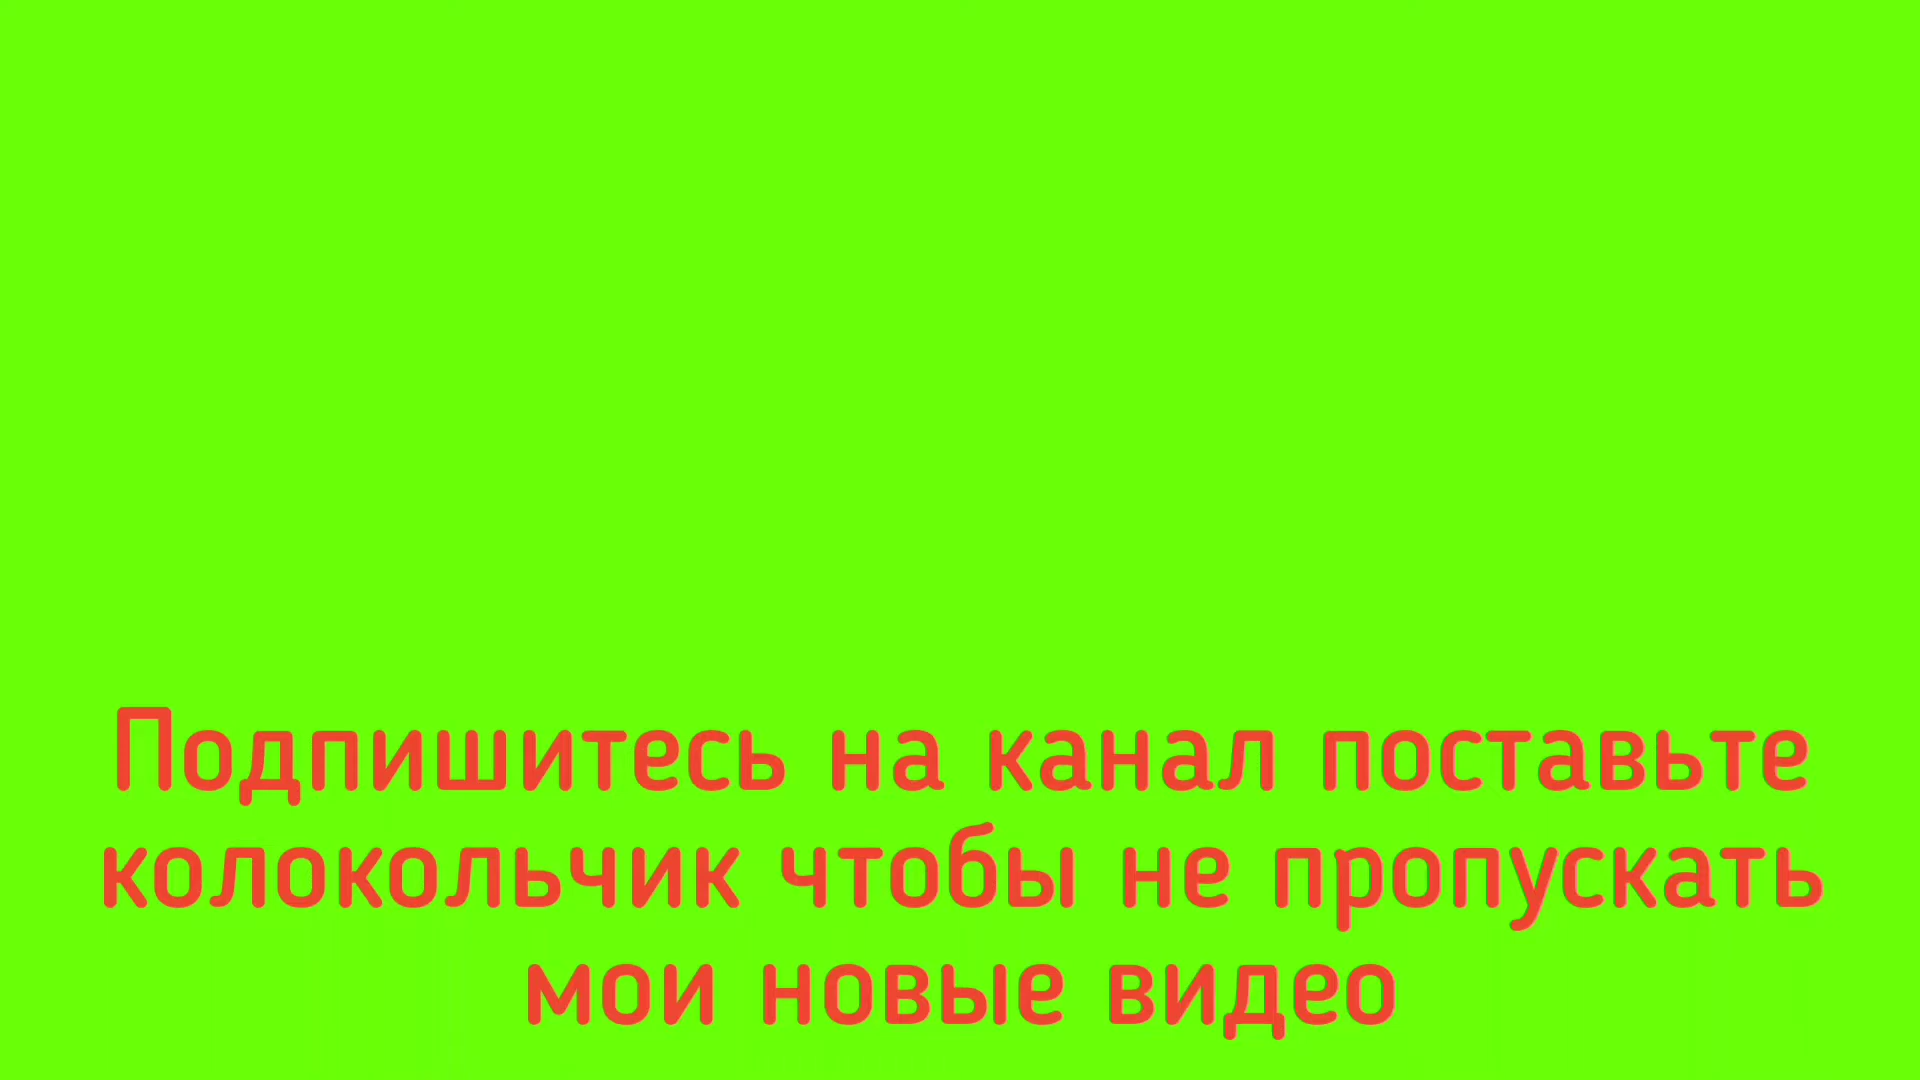 Подпишитесь на канал поставьте
колокольчик чтобы не пропускать
мои новые видео